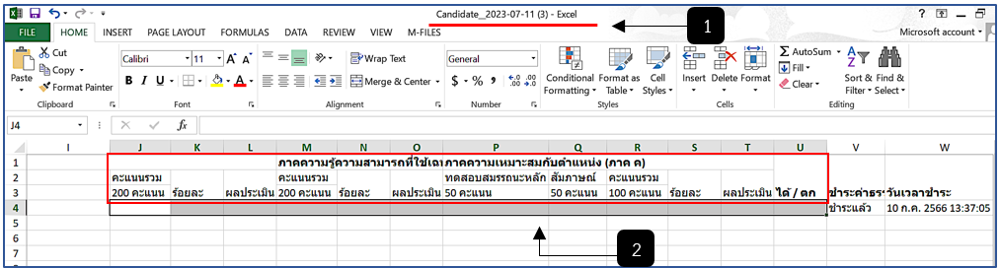 Candidate_2023-07-11 (3) - Excel
1
FILE HOME INSERT PAGE LAYOUT FORMULAS DATA REVIEW VIEW M-FILES Microsoft account
Paste Cut Copy Format Painter
Clipboard
Calibri 11 A A
B I U A
Font
Wrap Text
Merge & Center
Alignment
General
$ % , .0 .00 .00 .0
Number
Conditional Formatting Format as Table Cell Styles
Styles
Insert Delete Format
Cells
AutoSum Fill Clear Sort & Filter Find & Select
Editing
J4 fx
I J K L M N O P Q R S T U V W
1 ภาคความรู้ความสามารถที่ใช้เฉพ ภาคความเหมาะสมกับตำแหน่ง (ภาค ค)
2 คะแนนรวม คะแนนรวม ทดสอบสมรรถนะหลัก สัมภาษณ์ คะแนนรวม
3 200 คะแนน ร้อยละ ผลประเมิน 200 คะแนน ร้อยละ ผลประเมิน 50 คะแนน 50 คะแนน 100 คะแนน ร้อยละ ผลประเมิน ได้ / ตก ชำระค่าธร วันเวลาชำระ
4 ชำระแล้ว 10 ก.ค. 2566 13:37:05
5
6
7
8
2